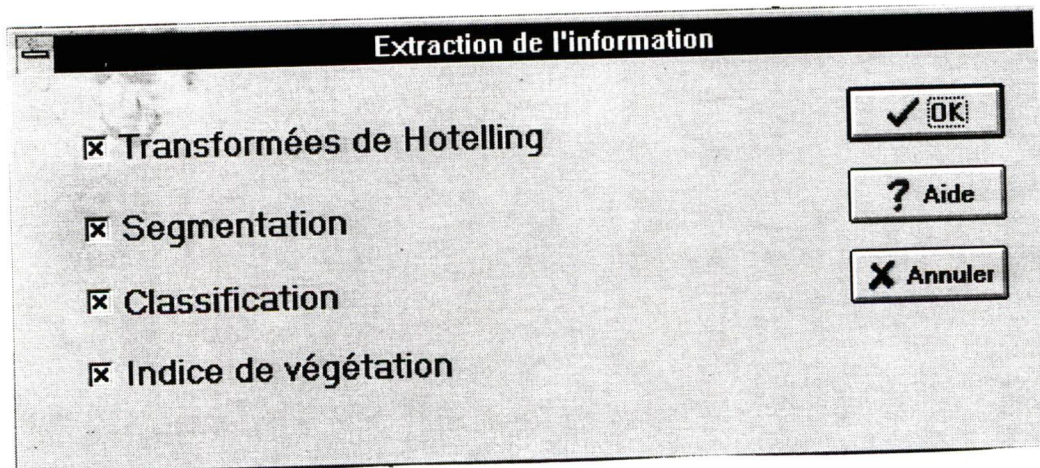 Extraction de l'information
Transformées de Hotelling
Segmentation
Classification
Indice de végétation
OK
? Aide
Annuler